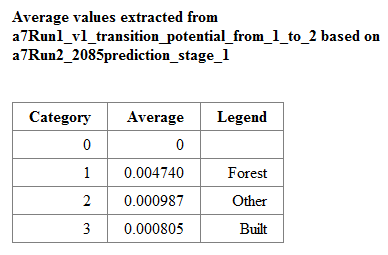 Average values extracted from
a7Run1_v1_transition_potential_from_1_to_2 based on
a7Run2_2085prediction_stage_1
Category Average Legend
0 0
1 0.004740 Forest
2 0.000987 Other
3 0.000805 Built